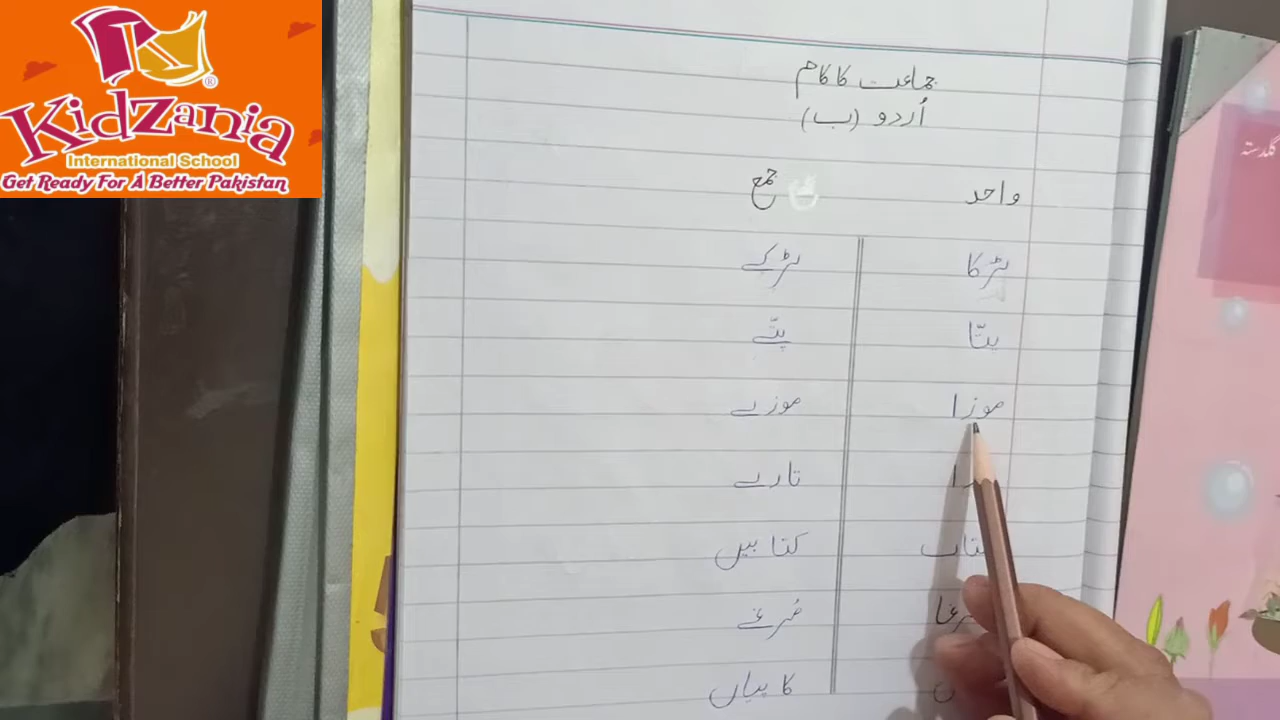 KidZania
International School
Get Ready For A Better Pakistan
جماعت کا کام
اُردو (ب)
واحد جمع
لڑکا لڑکے
پتّا پتّے
موزا موزے
تارے
کتابیں
مُرغے
کاپیاں
گلدستہ